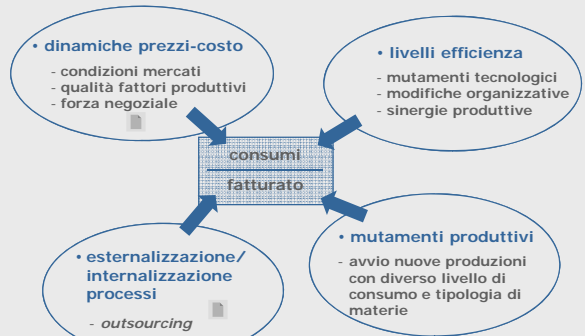 • dinamiche prezzi-costo
- condizioni mercati
- qualità fattori produttivi
- forza negoziale
• livelli efficienza
- mutamenti tecnologici
- modifiche organizzative
- sinergie produttive
consumi
fatturato
• esternalizzazione/
internalizzazione
processi
- outsourcing
• mutamenti produttivi
- avvio nuove produzioni
con diverso livello di
consumo e tipologia di
materie